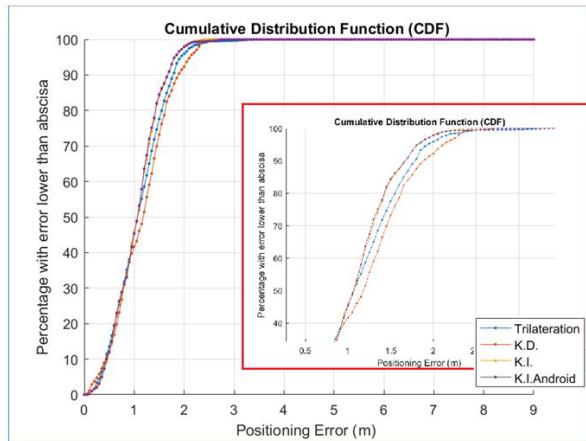 Cumulative Distribution Function (CDF)
Percentage with error lower than abscisa
100
90
80
70
60
50
40
30
20
10
0
0 1 2 3 4 5 6 7 8 9
Positioning Error (m)
Cumulative Distribution Function (CDF)
Percentage with error lower than abscisa
100
90
80
70
60
50
40
0.5 1 1.5 2
Positioning Error (m)
Trilateration
K.D.
K.I.
K.I.Android